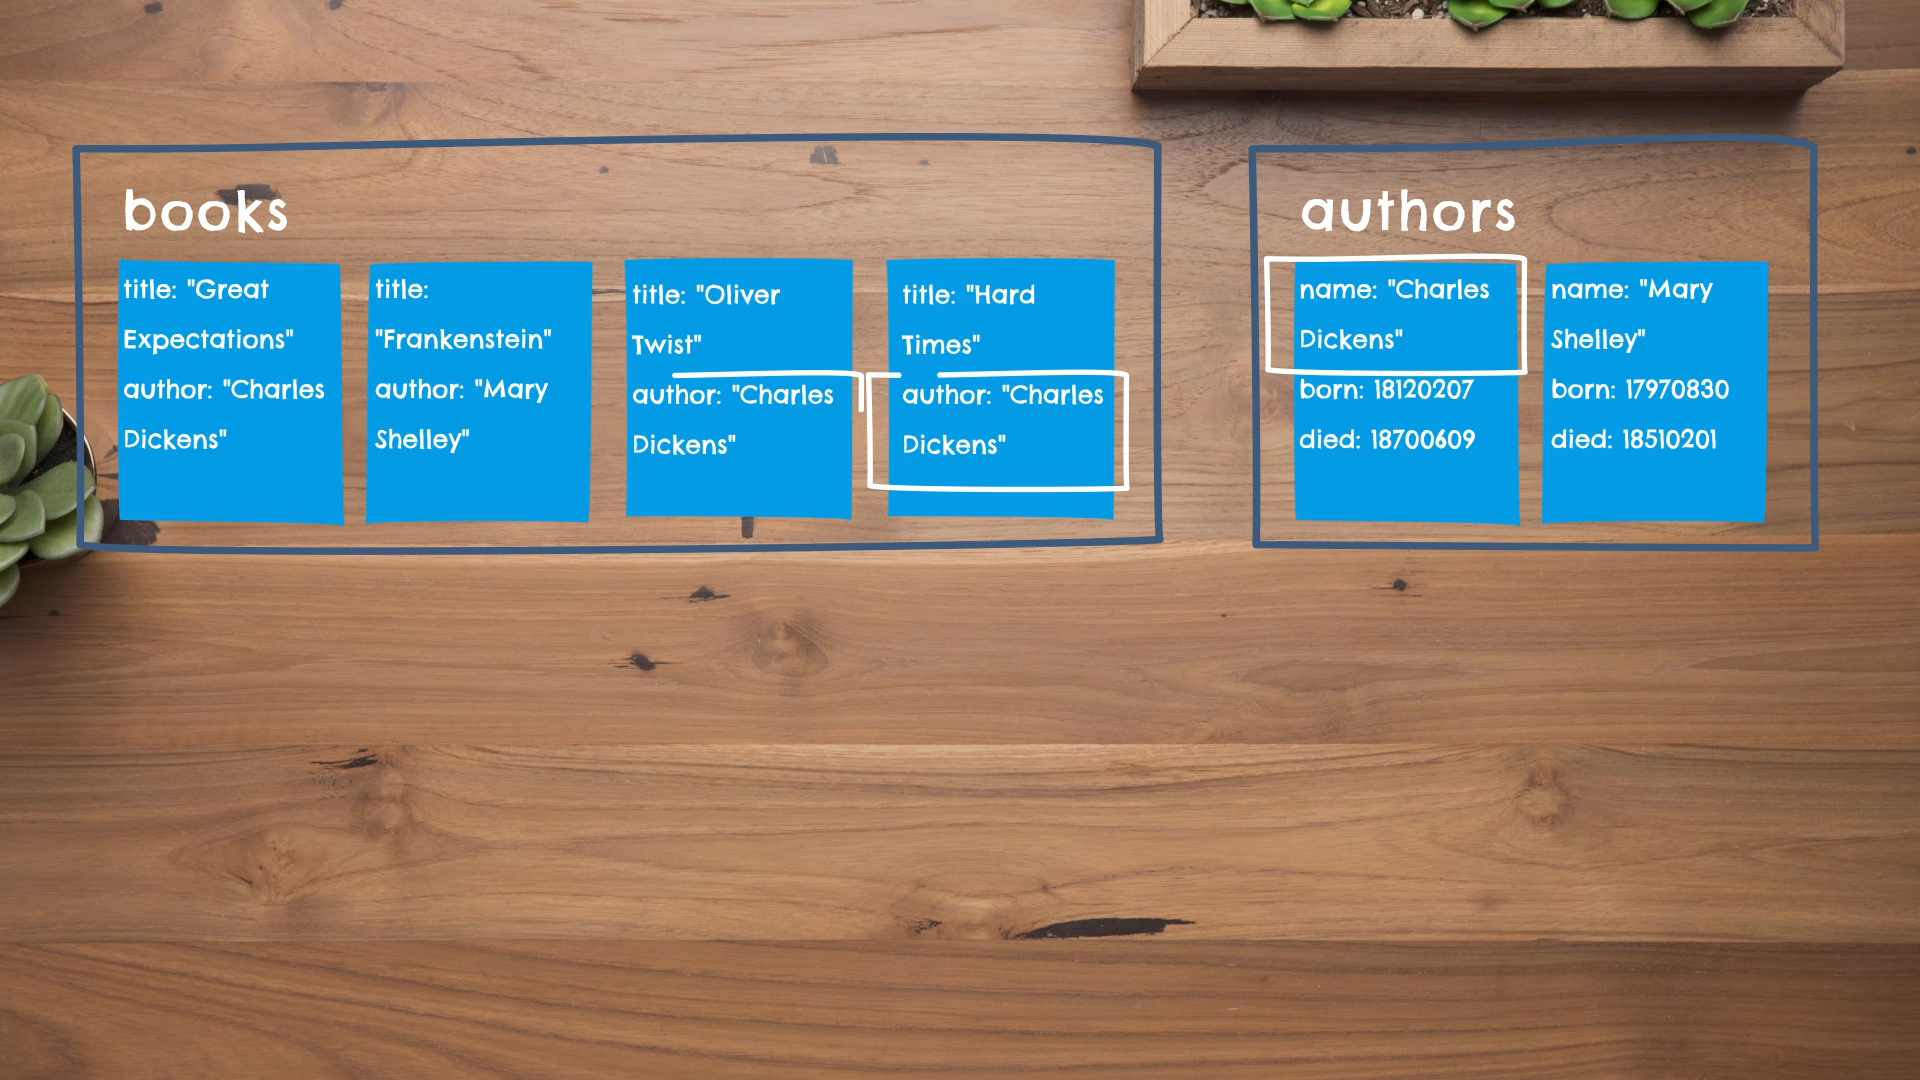 books
title: "Great
Expectations"
author: "Charles
Dickens"
title:
"Frankenstein"
author: "Mary
Shelley"
title: "Oliver
Twist"
author: "Charles
Dickens"
title: "Hard
Times"
author: "Charles
Dickens"
authors
name: "Charles
Dickens"
born: 18120207
died: 18700609
name: "Mary
Shelley"
born: 17970830
died: 18510201